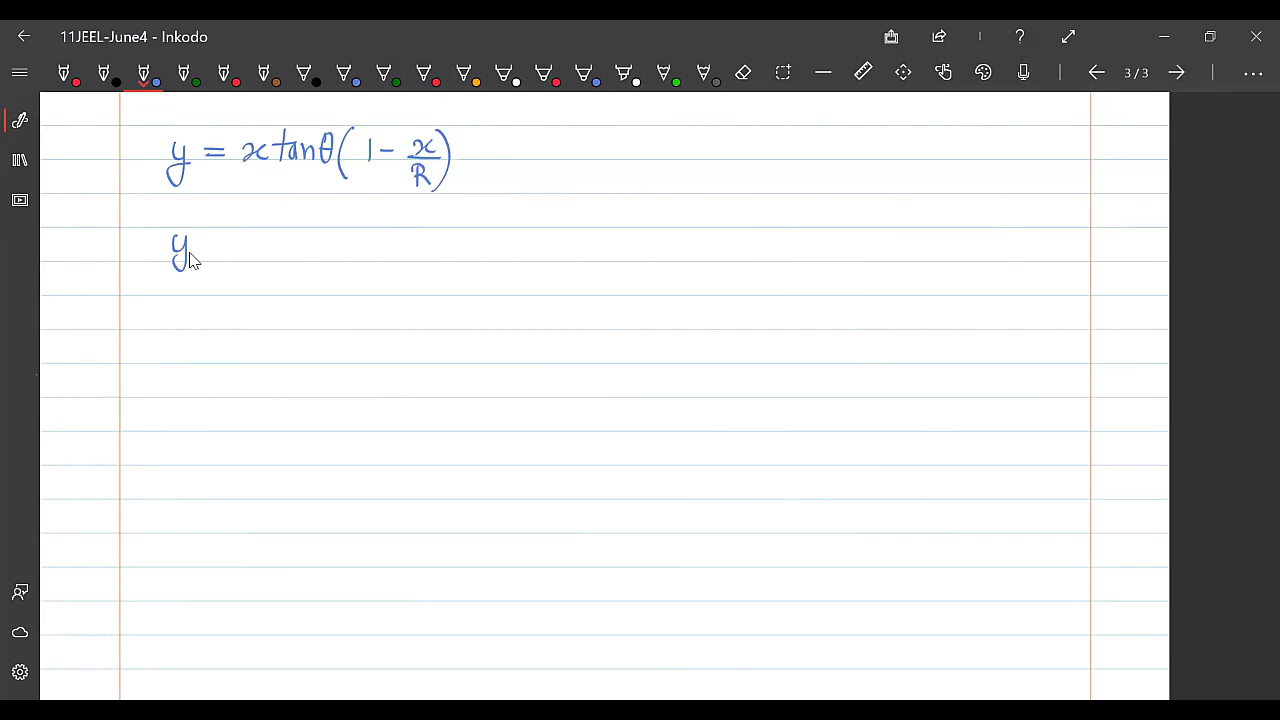 11JEEL-June4 - Inkodo
3/3
y = x tanθ(1 - x/R)
y